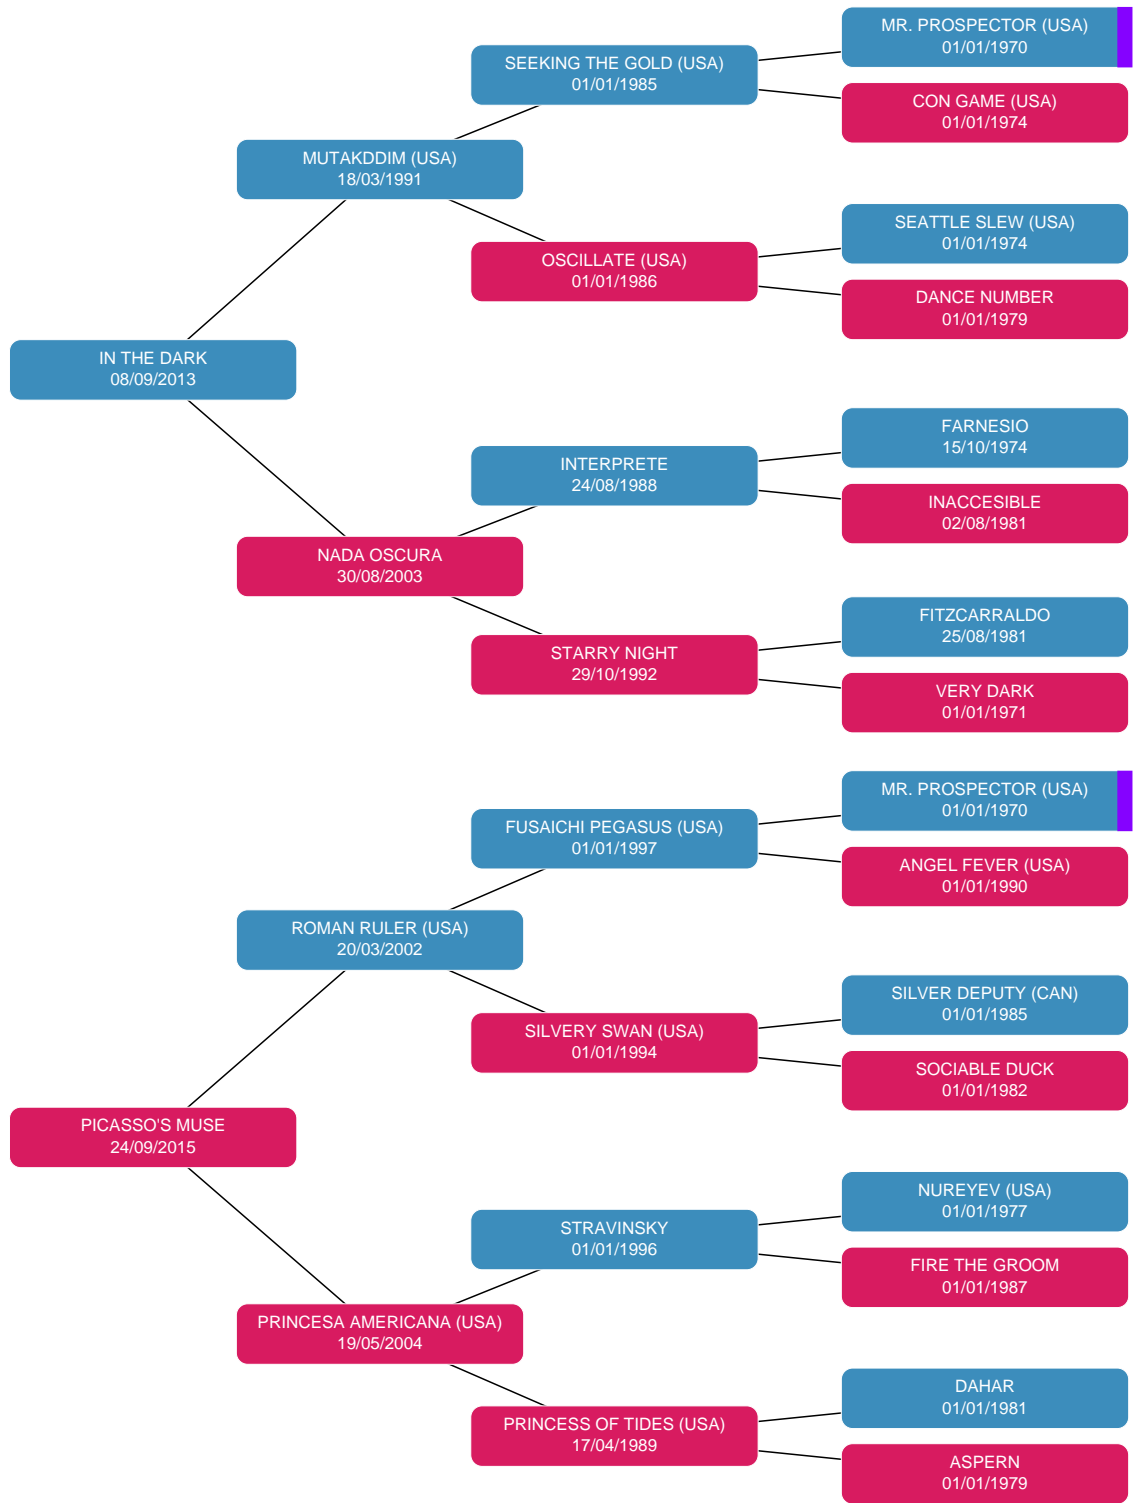 MR. PROSPECTOR (USA)
01/01/1970
SEEKING THE GOLD (USA)
01/01/1985
CON GAME (USA)
01/01/1974
MUTAKDDIM (USA)
18/03/1991
SEATTLE SLEW (USA)
01/01/1974
OSCILLATE (USA)
01/01/1986
DANCE NUMBER
01/01/1979
IN THE DARK
08/09/2013
FARNESIO
15/10/1974
INTERPRETE
24/08/1988
INACCESIBLE
02/08/1981
NADA OSCURA
30/08/2003
FITZCARRALDO
25/08/1981
STARRY NIGHT
29/10/1992
VERY DARK
01/01/1971
MR. PROSPECTOR (USA)
01/01/1970
FUSAICHI PEGASUS (USA)
01/01/1997
ANGEL FEVER (USA)
01/01/1990
ROMAN RULER (USA)
20/03/2002
SILVER DEPUTY (CAN)
01/01/1985
SILVERY SWAN (USA)
01/01/1994
SOCIABLE DUCK
01/01/1982
PICASSO'S MUSE
24/09/2015
NUREYEV (USA)
01/01/1977
STRAVINSKY
01/01/1996
FIRE THE GROOM
01/01/1987
PRINCESA AMERICANA (USA)
19/05/2004
DAHAR
01/01/1981
PRINCESS OF TIDES (USA)
17/04/1989
ASPERN
01/01/1979